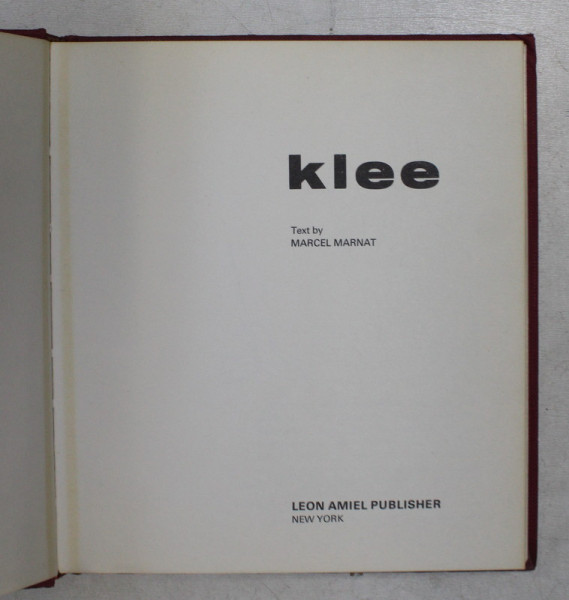 klee
Text by
MARCEL MARNAT
LEON AMIEL PUBLISHER
NEW YORK